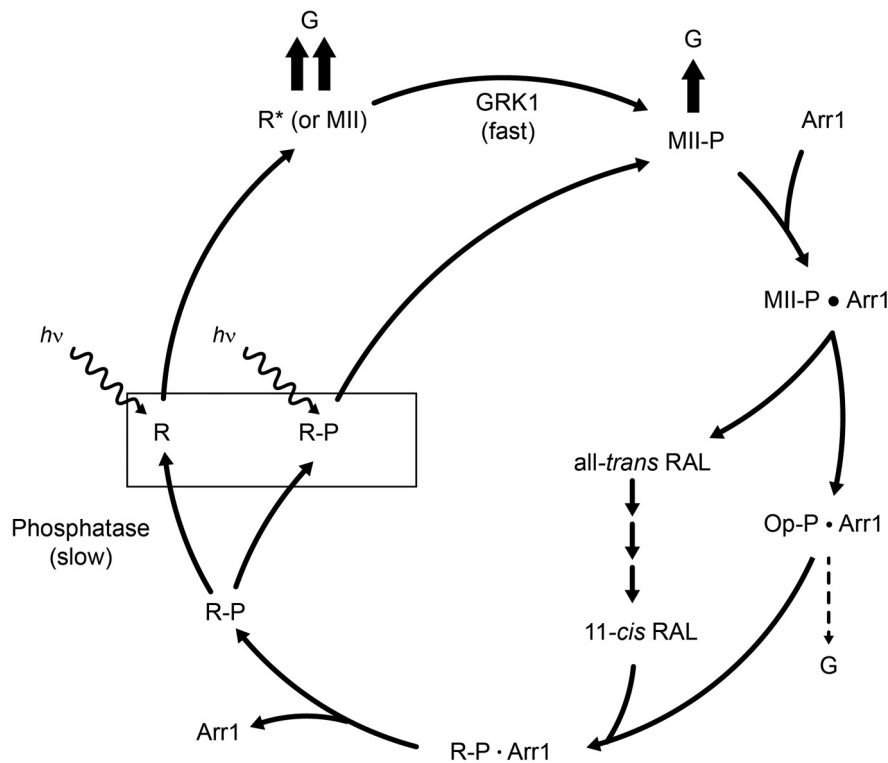 G
G
R* (or MII)
GRK1
(fast)
MII-P
Arr1
MII-P • Arr1
hν
hν
R
R-P
all-trans RAL
Phosphatase
(slow)
Op-P · Arr1
R-P
11-cis RAL
G
Arr1
R-P · Arr1